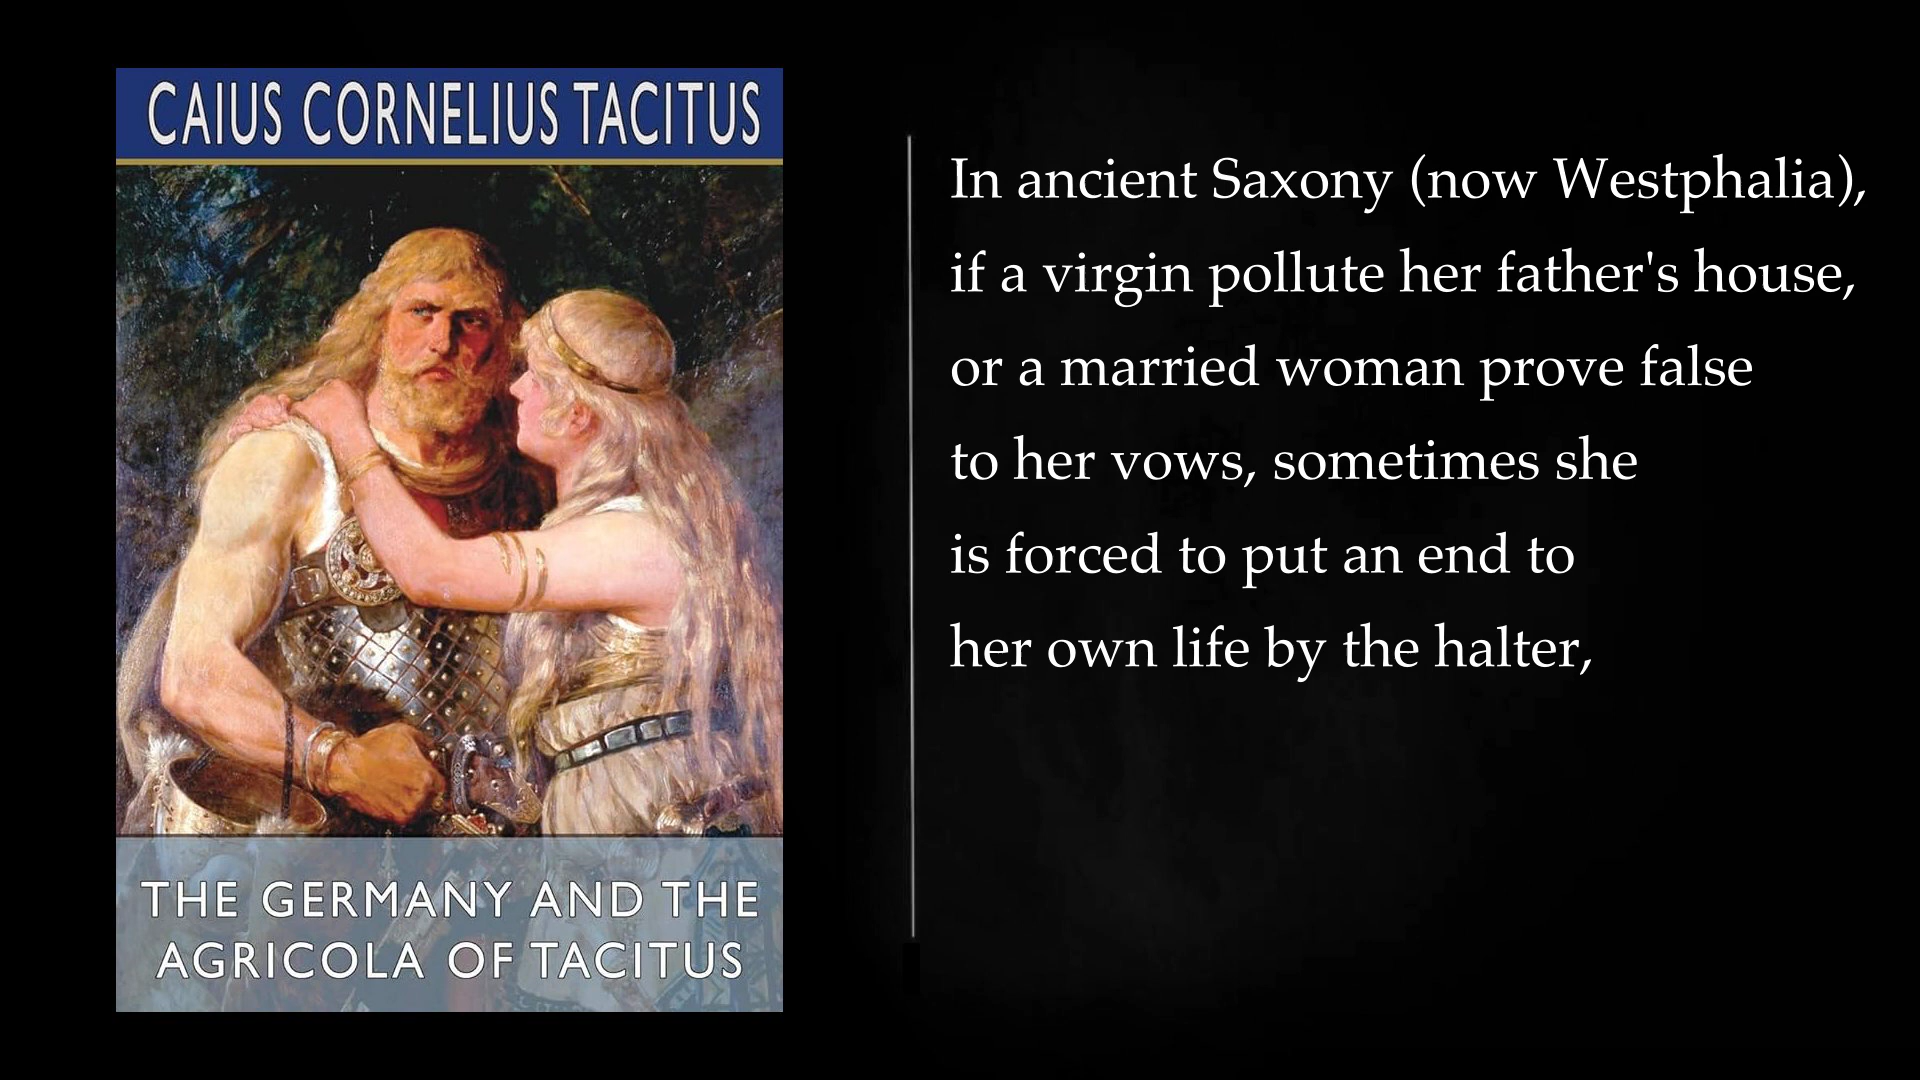 CAIUS CORNELIUS TACITUS
THE GERMANY AND THE
AGRICOLA OF TACITUS
In ancient Saxony (now Westphalia),
if a virgin pollute her father's house,
or a married woman prove false
to her vows, sometimes she
is forced to put an end to
her own life by the halter,